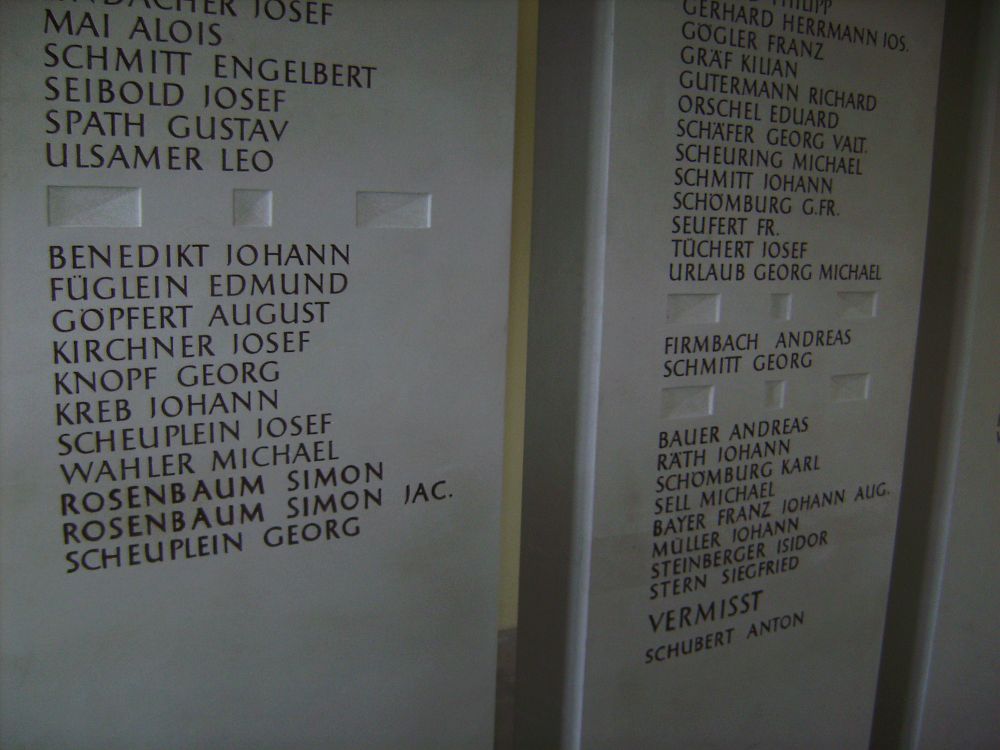 JOSEF
MAI ALOIS
SCHMITT ENGELBERT
SEIBOLD JOSEF
SPATH GUSTAV
ULSAMER LEO
BENEDIKT JOHANN
FÜGLEIN EDMUND
GÖPFERT AUGUST
KIRCHNER JOSEF
KNOPF GEORG
KREB JOHANN
SCHEUPLEIN JOSEF
WAHLER MICHAEL
ROSENBAUM SIMON
ROSENBAUM SIMON JAC.
SCHEUPLEIN GEORG
PHILIPP
GERHARD HERRMANN JOS.
GÖGLER FRANZ
GRÄF KILIAN
GUTERMANN RICHARD
ORSCHEL EDUARD
SCHÄFER GEORG VALT.
SCHEURING MICHAEL
SCHMITT JOHANN
SCHÖMBURG G.FR.
SEUFERT FR.
TÜCHERT JOSEF
URLAUB GEORG MICHAEL
FIRMBACH ANDREAS
SCHMITT GEORG
BAUER ANDREAS
RÄTH JOHANN
SCHÖMBURG KARL
SELL MICHAEL
BAYER FRANZ JOHANN AUG.
MÜLLER JOHANN
STEINBERGER ISIDOR
STERN SIEGFRIED
VERMISST
SCHUBERT ANTON